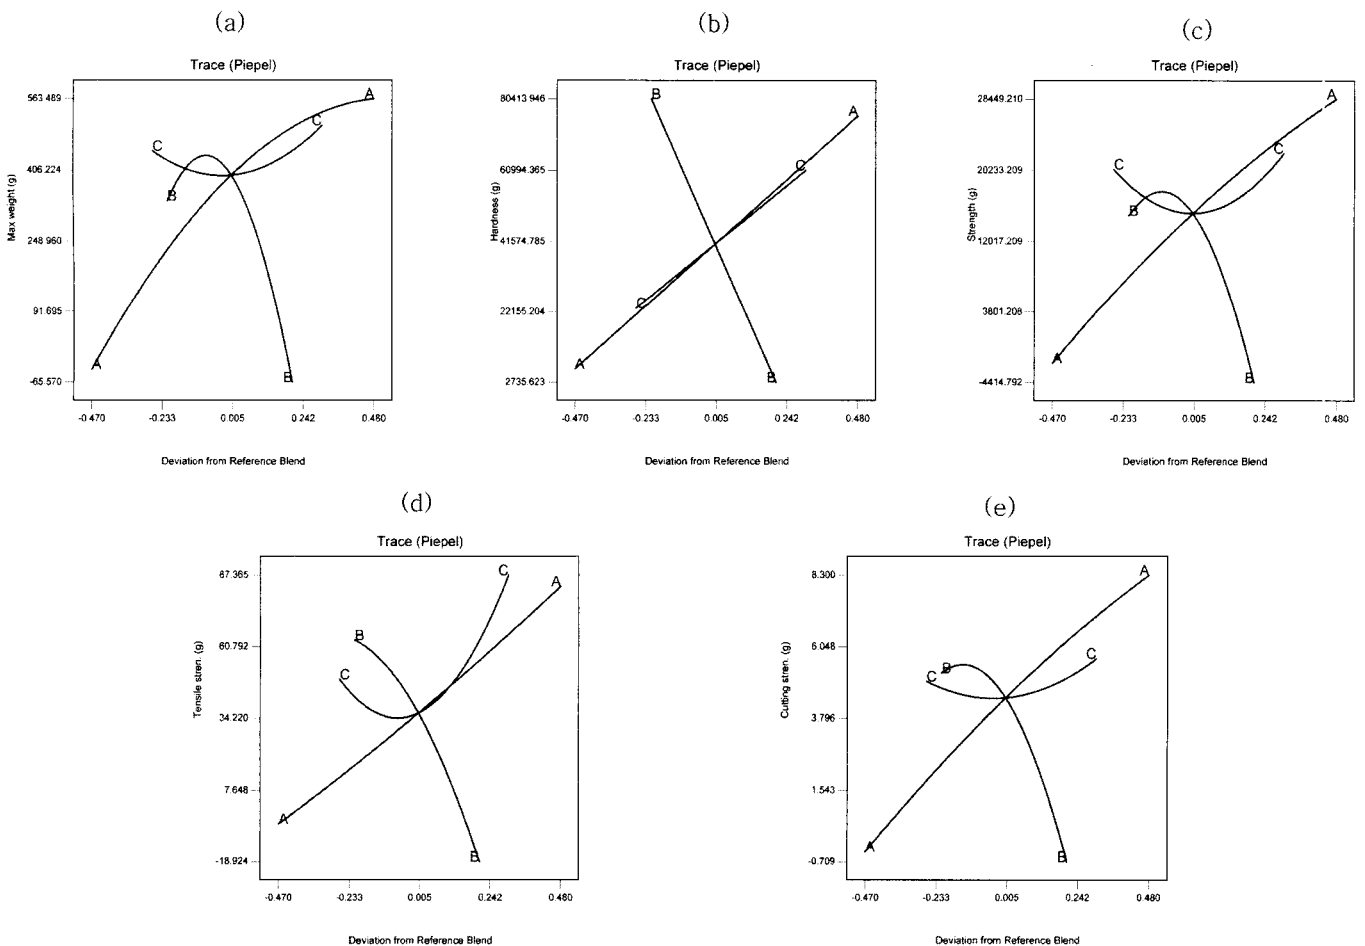 (a)
Trace (Piepel)
Max weight (g)
563.489
406.224
248.960
91.695
-65.570
A
C
C
B
A
B
-0.470
-0.233
0.005
0.242
0.480
Deviation from Reference Blend
(b)
Trace (Piepel)
Hardness (g)
80413.946
60994.365
41574.785
22155.204
2735.623
B
A
C
C
A
B
-0.470
-0.233
0.005
0.242
0.480
Deviation from Reference Blend
(c)
Trace (Piepel)
Strength (g)
28449.210
20233.209
12017.209
3801.208
-4414.792
A
C
C
B
A
B
-0.470
-0.233
0.005
0.242
0.480
Deviation from Reference Blend
(d)
Trace (Piepel)
Tensile stren. (g)
87.365
60.792
34.220
7.648
-18.924
C
A
B
C
A
B
-0.470
-0.233
0.005
0.242
0.480
Deviation from Reference Blend
(e)
Trace (Piepel)
Cutting stren. (g)
8.300
6.048
3.796
1.543
-0.709
A
C
B
C
A
B
-0.470
-0.233
0.005
0.242
0.480
Deviation from Reference Blend